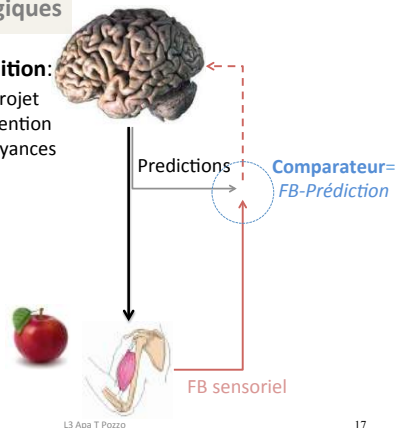 giques
ition:
rojet
ention
yances
Predictions
Comparateur=
FB-Prédiction
FB sensoriel
L3 Apa T Pozzo
17